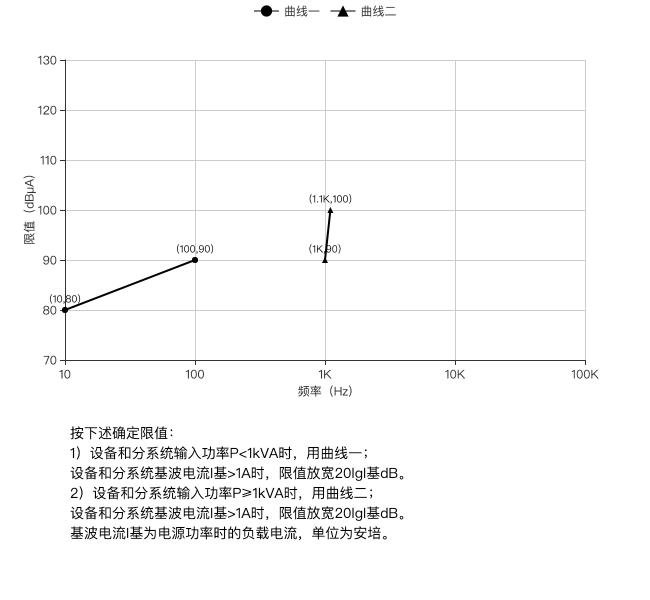 曲线一 曲线二
130
120
110
100
90
80
70
限值（dBμA）
(1.1K,100)
(100,90)
(1K,90)
(10,80)
10 100 1K 10K 100K
频率（Hz）
按下述确定限值：
1）设备和分系统输入功率P<1kVA时，用曲线一；
设备和分系统基波电流I基>1A时，限值放宽20lgI基dB。
2）设备和分系统输入功率P≥1kVA时，用曲线二；
设备和分系统基波电流I基>1A时，限值放宽20lgI基dB。
基波电流I基为电源功率时的负载电流，单位为安培。